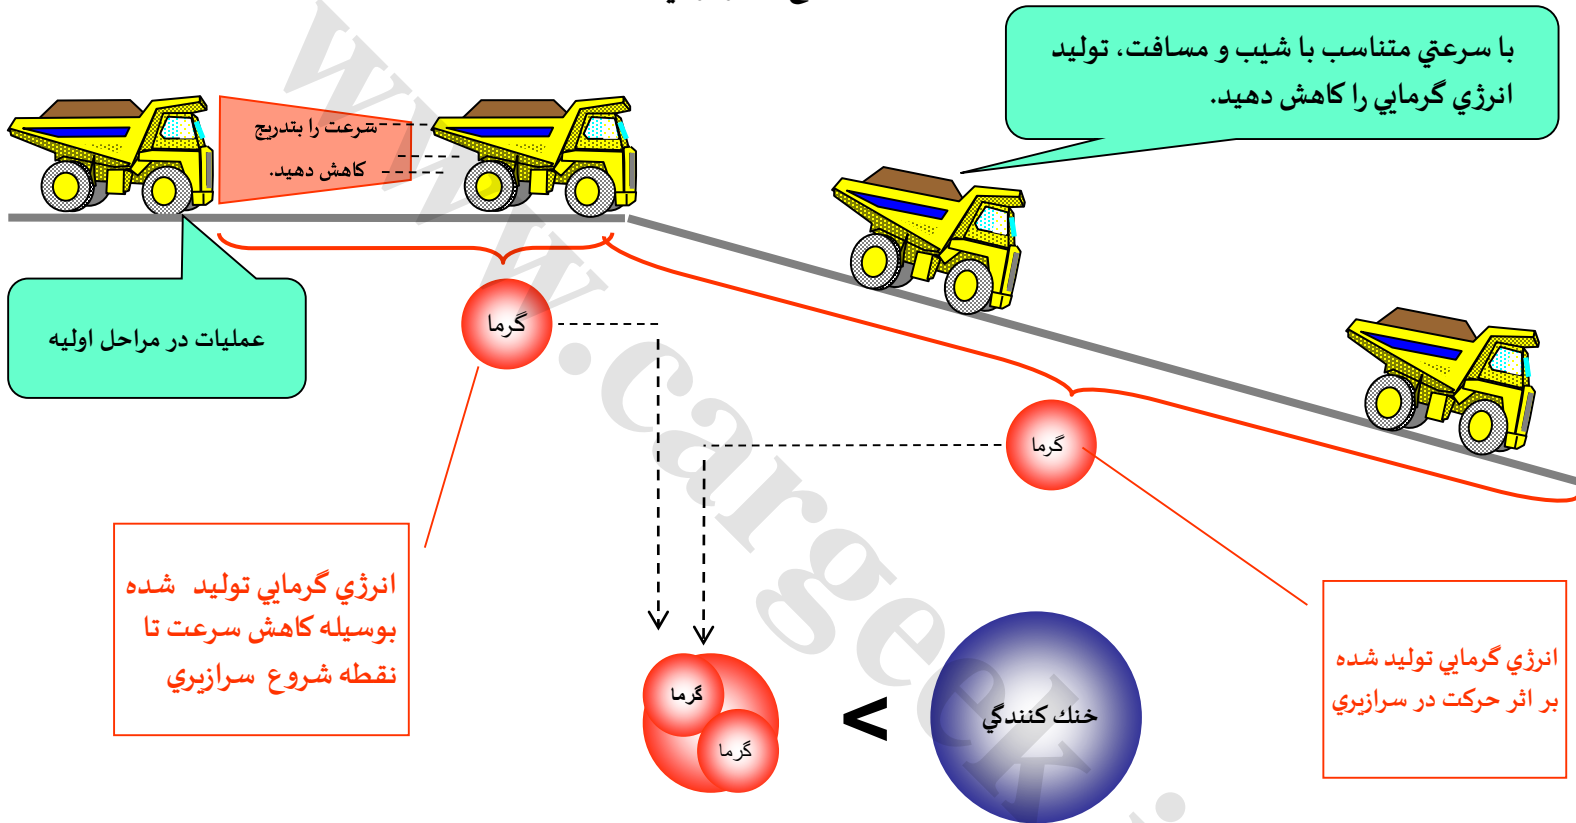 با سرعتي متناسب با شيب و مسافت، توليد
انرژي گرمايي را كاهش دهيد.
سرعت را بتدريج
كاهش دهيد.
عمليات در مراحل اوليه
گرما
گرما
انرژي گرمايي توليد شده
بوسيله كاهش سرعت تا
نقطه شروع سرازيري
انرژي گرمايي توليد شده
بر اثر حركت در سرازيري
گرما
گرما
<
خنك كنندگي
www.cargeek.i